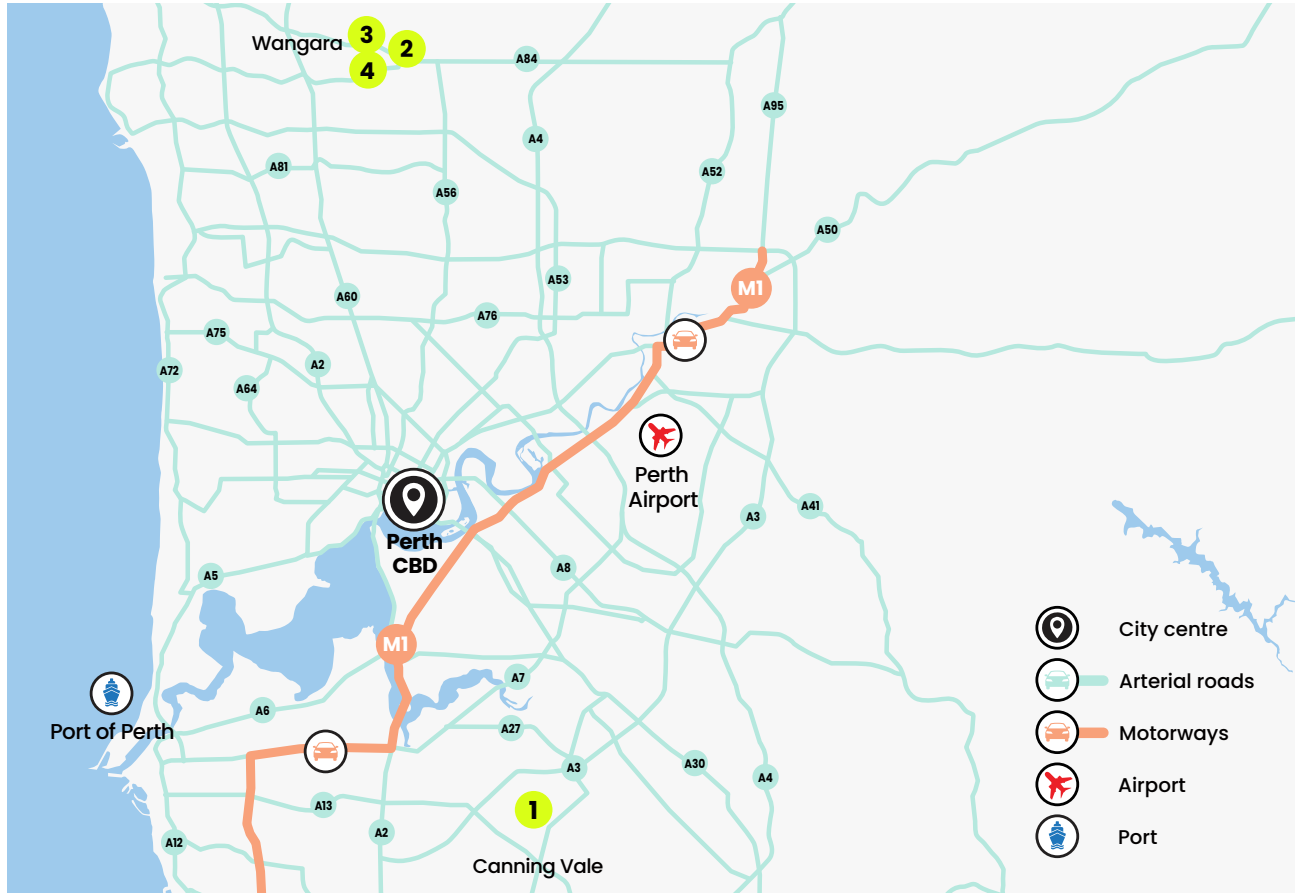 3
Wangara
2
4
A84
A95
A4
A81
A52
A56
A50
A53
M1
A60
A76
A75
A2
A72
A64
Perth
Airport
A3
A41
Perth
CBD
A8
A5
City centre
M1
A7
Arterial roads
Port of Perth
A6
A27
Motorways
A3
A30
A4
Airport
A13
1
A2
Port
A12
Canning Vale